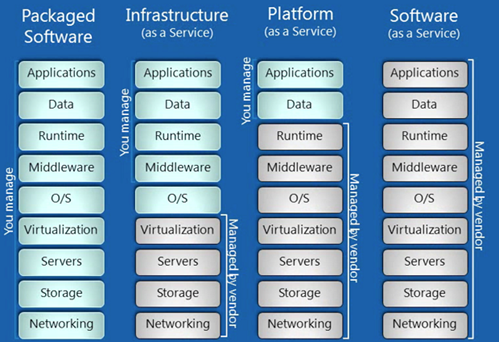 Packaged
Software
You manage
Applications
Data
Runtime
Middleware
O/S
Virtualization
Servers
Storage
Networking
Infrastructure
(as a Service)
You manage
Applications
Data
Runtime
Middleware
O/S
Virtualization
Servers
Storage
Networking
Managed by vendor
Platform
(as a Service)
You manage
Applications
Data
Runtime
Middleware
O/S
Virtualization
Servers
Storage
Networking
Managed by vendor
Software
(as a Service)
Applications
Data
Runtime
Middleware
O/S
Virtualization
Servers
Storage
Networking
Managed by vendor